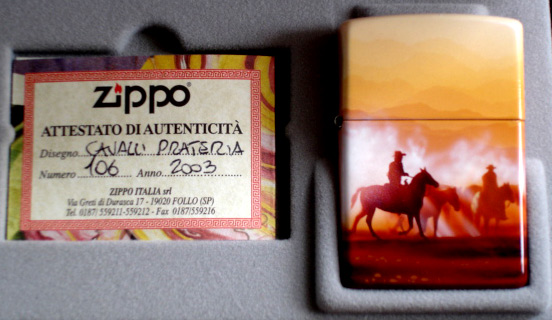 zippo
ATTESTATO DI AUTENTICITÀ
Disegno CAVALLI PRATERIA
Numero 106 Anno 2003
ZIPPO ITALIA srl
Via Greti di Durasca 17 - 19020 FOLLO (SP)
Tel. 0187/ 559211-559212 - Fax 0187/559216